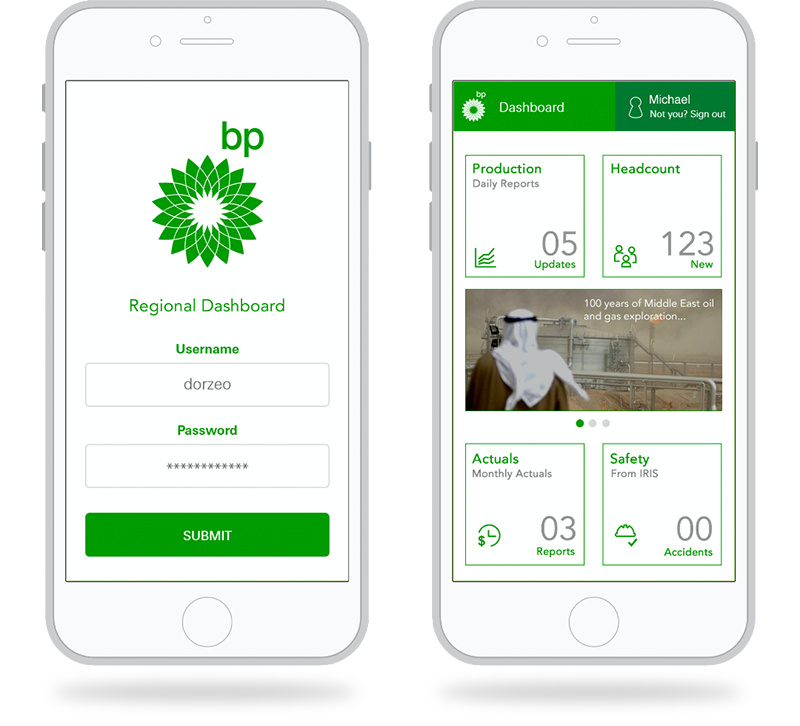 bp
Regional Dashboard
Username
dorzeo
Password
************
SUBMIT
bp
Dashboard
Michael
Not you? Sign out
Production
Daily Reports
05
Updates
Headcount
123
New
100 years of Middle East oil
and gas exploration...
Actuals
Monthly Actuals
$
03
Reports
Safety
From IRIS
00
Accidents